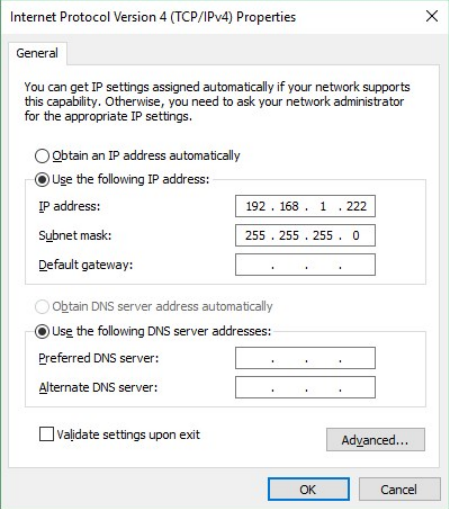 Internet Protocol Version 4 (TCP/IPv4) Properties
General
You can get IP settings assigned automatically if your network supports
this capability. Otherwise, you need to ask your network administrator
for the appropriate IP settings.
Obtain an IP address automatically
Use the following IP address:
IP address: 192 . 168 . 1 . 222
Subnet mask: 255 . 255 . 255 . 0
Default gateway: . . .
Obtain DNS server address automatically
Use the following DNS server addresses:
Preferred DNS server: . . .
Alternate DNS server: . . .
Validate settings upon exit
Advanced...
OK Cancel